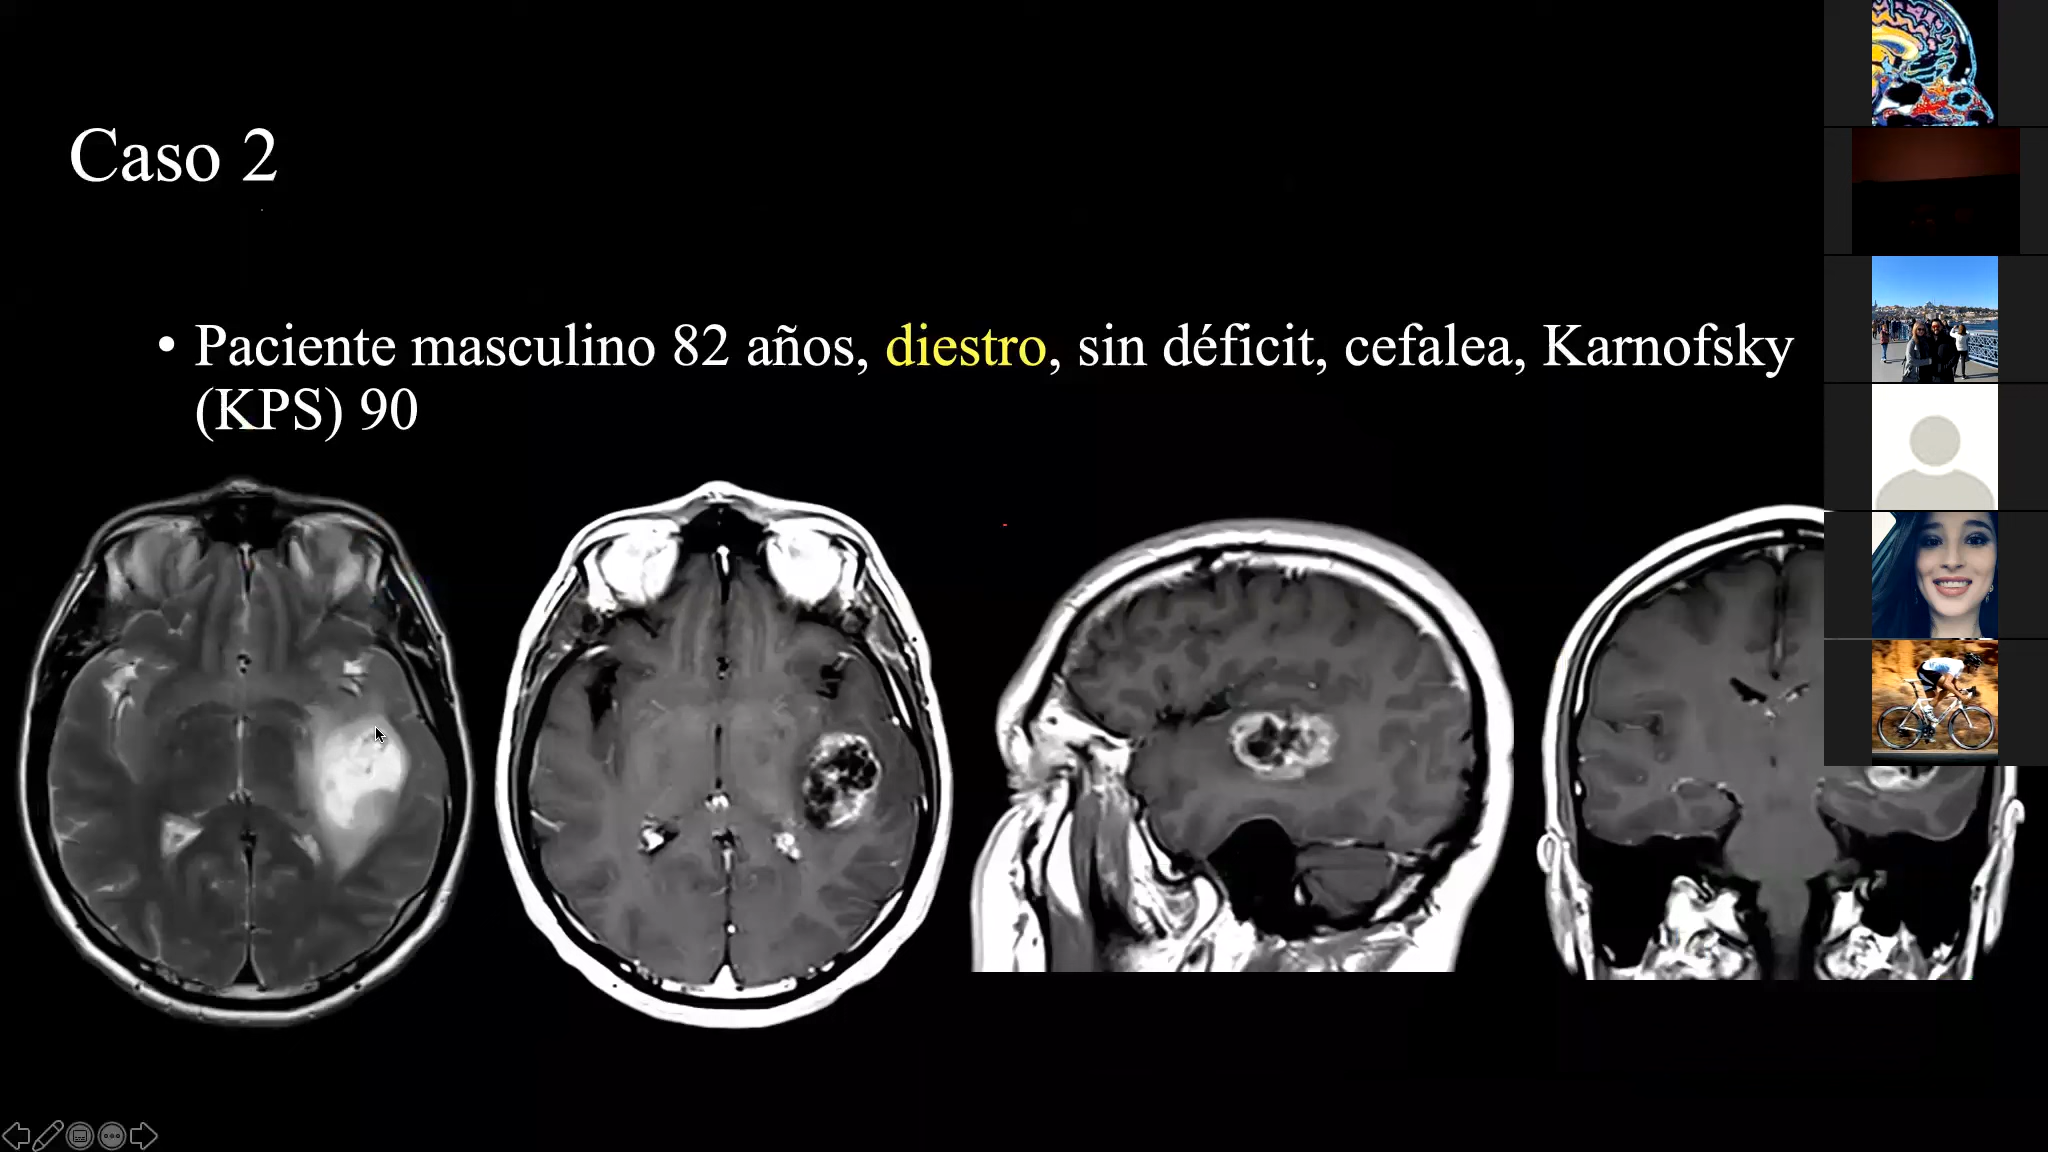 Caso 2
• Paciente masculino 82 años, diestro, sin déficit, cefalea, Karnofsky
(KPS) 90